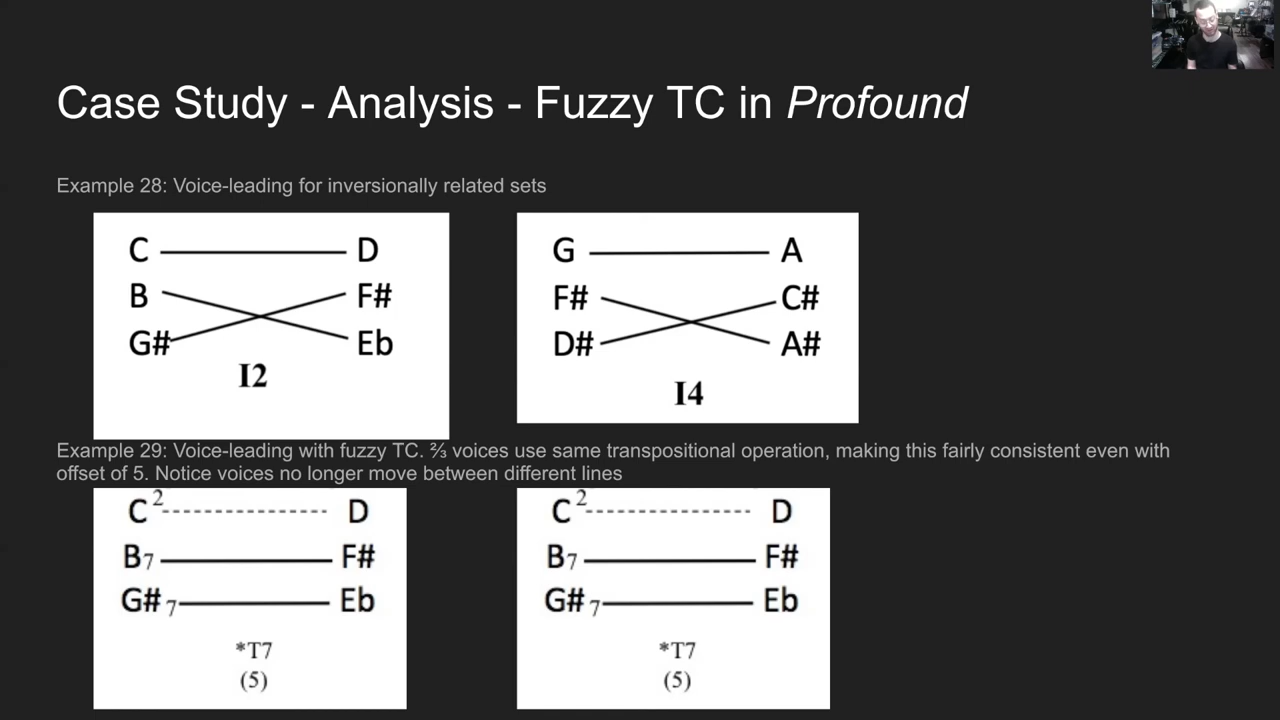 Case Study - Analysis - Fuzzy TC in Profound
Example 28: Voice-leading for inversionally related sets
C D
B F#
G# Eb
I2
G A
F# C#
D# A#
I4
Example 29: Voice-leading with fuzzy TC. ⅔ voices use same transpositional operation, making this fairly consistent even with
offset of 5. Notice voices no longer move between different lines
C 2 D
B7 F#
G# 7 Eb
*T7
(5)
C 2 D
B7 F#
G# 7 Eb
*T7
(5)